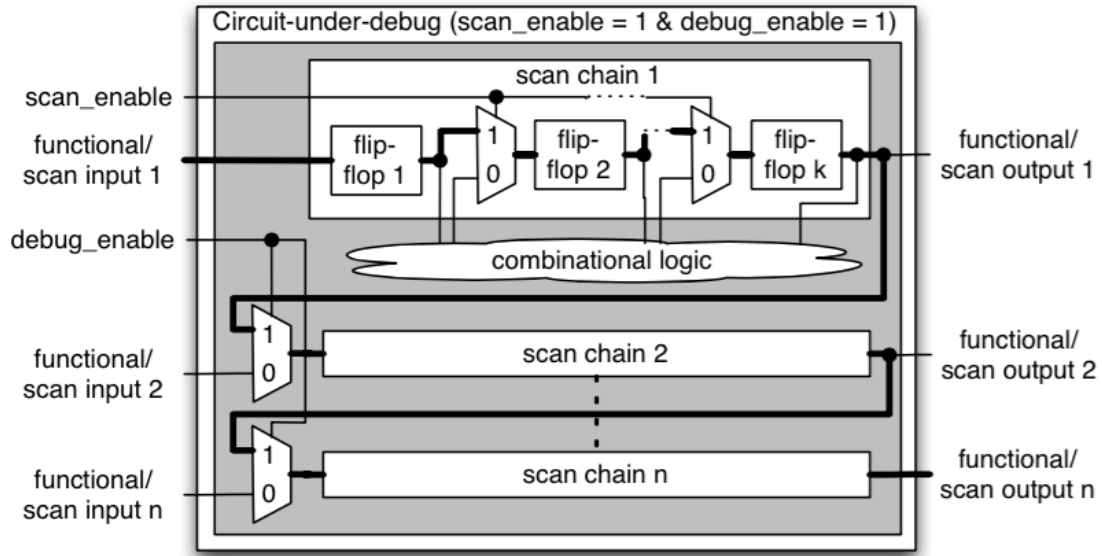 Circuit-under-debug (scan_enable = 1 & debug_enable = 1)
scan chain 1
scan_enable
functional/
scan input 1
flip-
flop 1
1
0
flip-
flop 2
1
0
flip-
flop k
functional/
scan output 1
debug_enable
combinational logic
1
0
functional/
scan input 2
scan chain 2
functional/
scan output 2
1
0
functional/
scan input n
scan chain n
functional/
scan output n